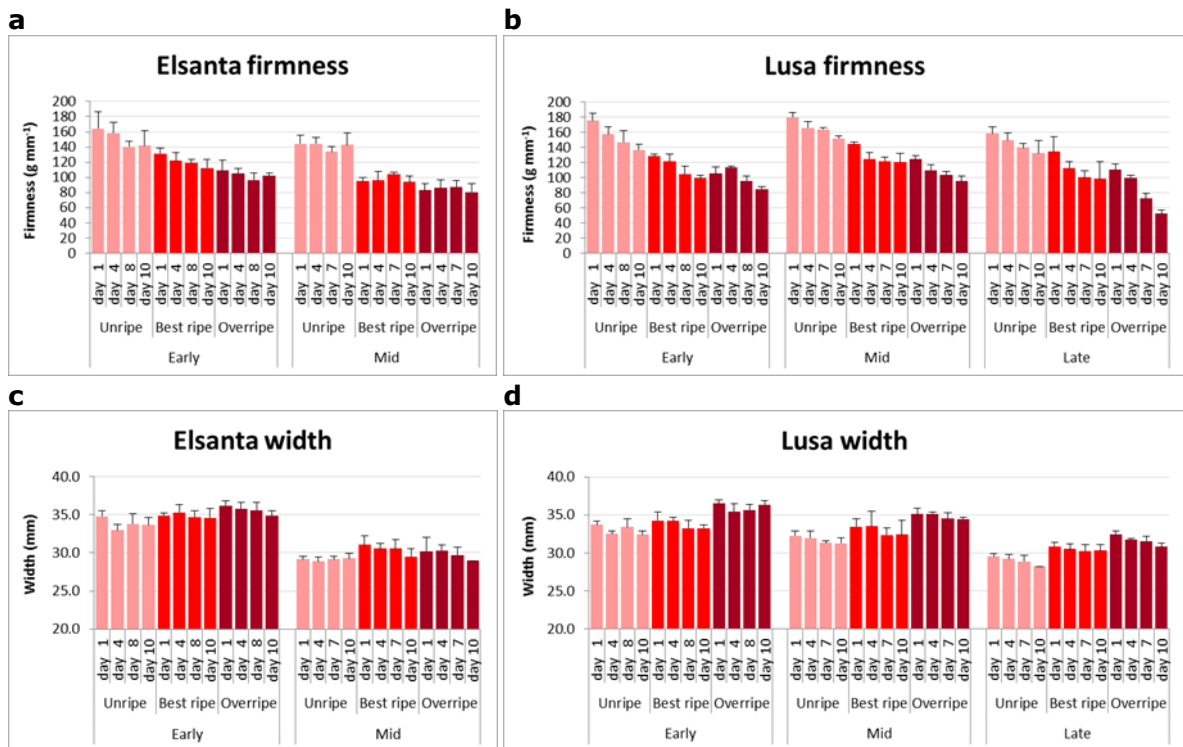 a
Elsanta firmness
Firmness (g mm⁻¹)
200
180
160
140
120
100
80
60
40
20
0
day 1
day 4
day 8
day 10
day 1
day 4
day 8
day 10
day 1
day 4
day 8
day 10
day 1
day 4
day 7
day 10
day 1
day 4
day 7
day 10
day 1
day 4
day 7
day 10
Unripe Best ripe Overripe Unripe Best ripe Overripe
Early Mid
b
Lusa firmness
Firmness (g mm⁻¹)
200
180
160
140
120
100
80
60
40
20
0
day 1
day 4
day 8
day 10
day 1
day 4
day 8
day 10
day 1
day 4
day 8
day 10
day 1
day 4
day 7
day 10
day 1
day 4
day 7
day 10
day 1
day 4
day 7
day 10
day 1
day 4
day 7
day 10
day 1
day 4
day 7
day 10
day 1
day 4
day 7
day 10
Unripe Best ripe Overripe Unripe Best ripe Overripe Unripe Best ripe Overripe
Early Mid Late
c
Elsanta width
Width (mm)
40.0
35.0
30.0
25.0
20.0
day 1
day 4
day 8
day 10
day 1
day 4
day 8
day 10
day 1
day 4
day 8
day 10
day 1
day 4
day 7
day 10
day 1
day 4
day 7
day 10
day 1
day 4
day 7
day 10
Unripe Best ripe Overripe Unripe Best ripe Overripe
Early Mid
d
Lusa width
Width (mm)
40.0
35.0
30.0
25.0
20.0
day 1
day 4
day 8
day 10
day 1
day 4
day 8
day 10
day 1
day 4
day 8
day 10
day 1
day 4
day 7
day 10
day 1
day 4
day 7
day 10
day 1
day 4
day 7
day 10
day 1
day 4
day 7
day 10
day 1
day 4
day 7
day 10
day 1
day 4
day 7
day 10
Unripe Best ripe Overripe Unripe Best ripe Overripe Unripe Best ripe Overripe
Early Mid Late